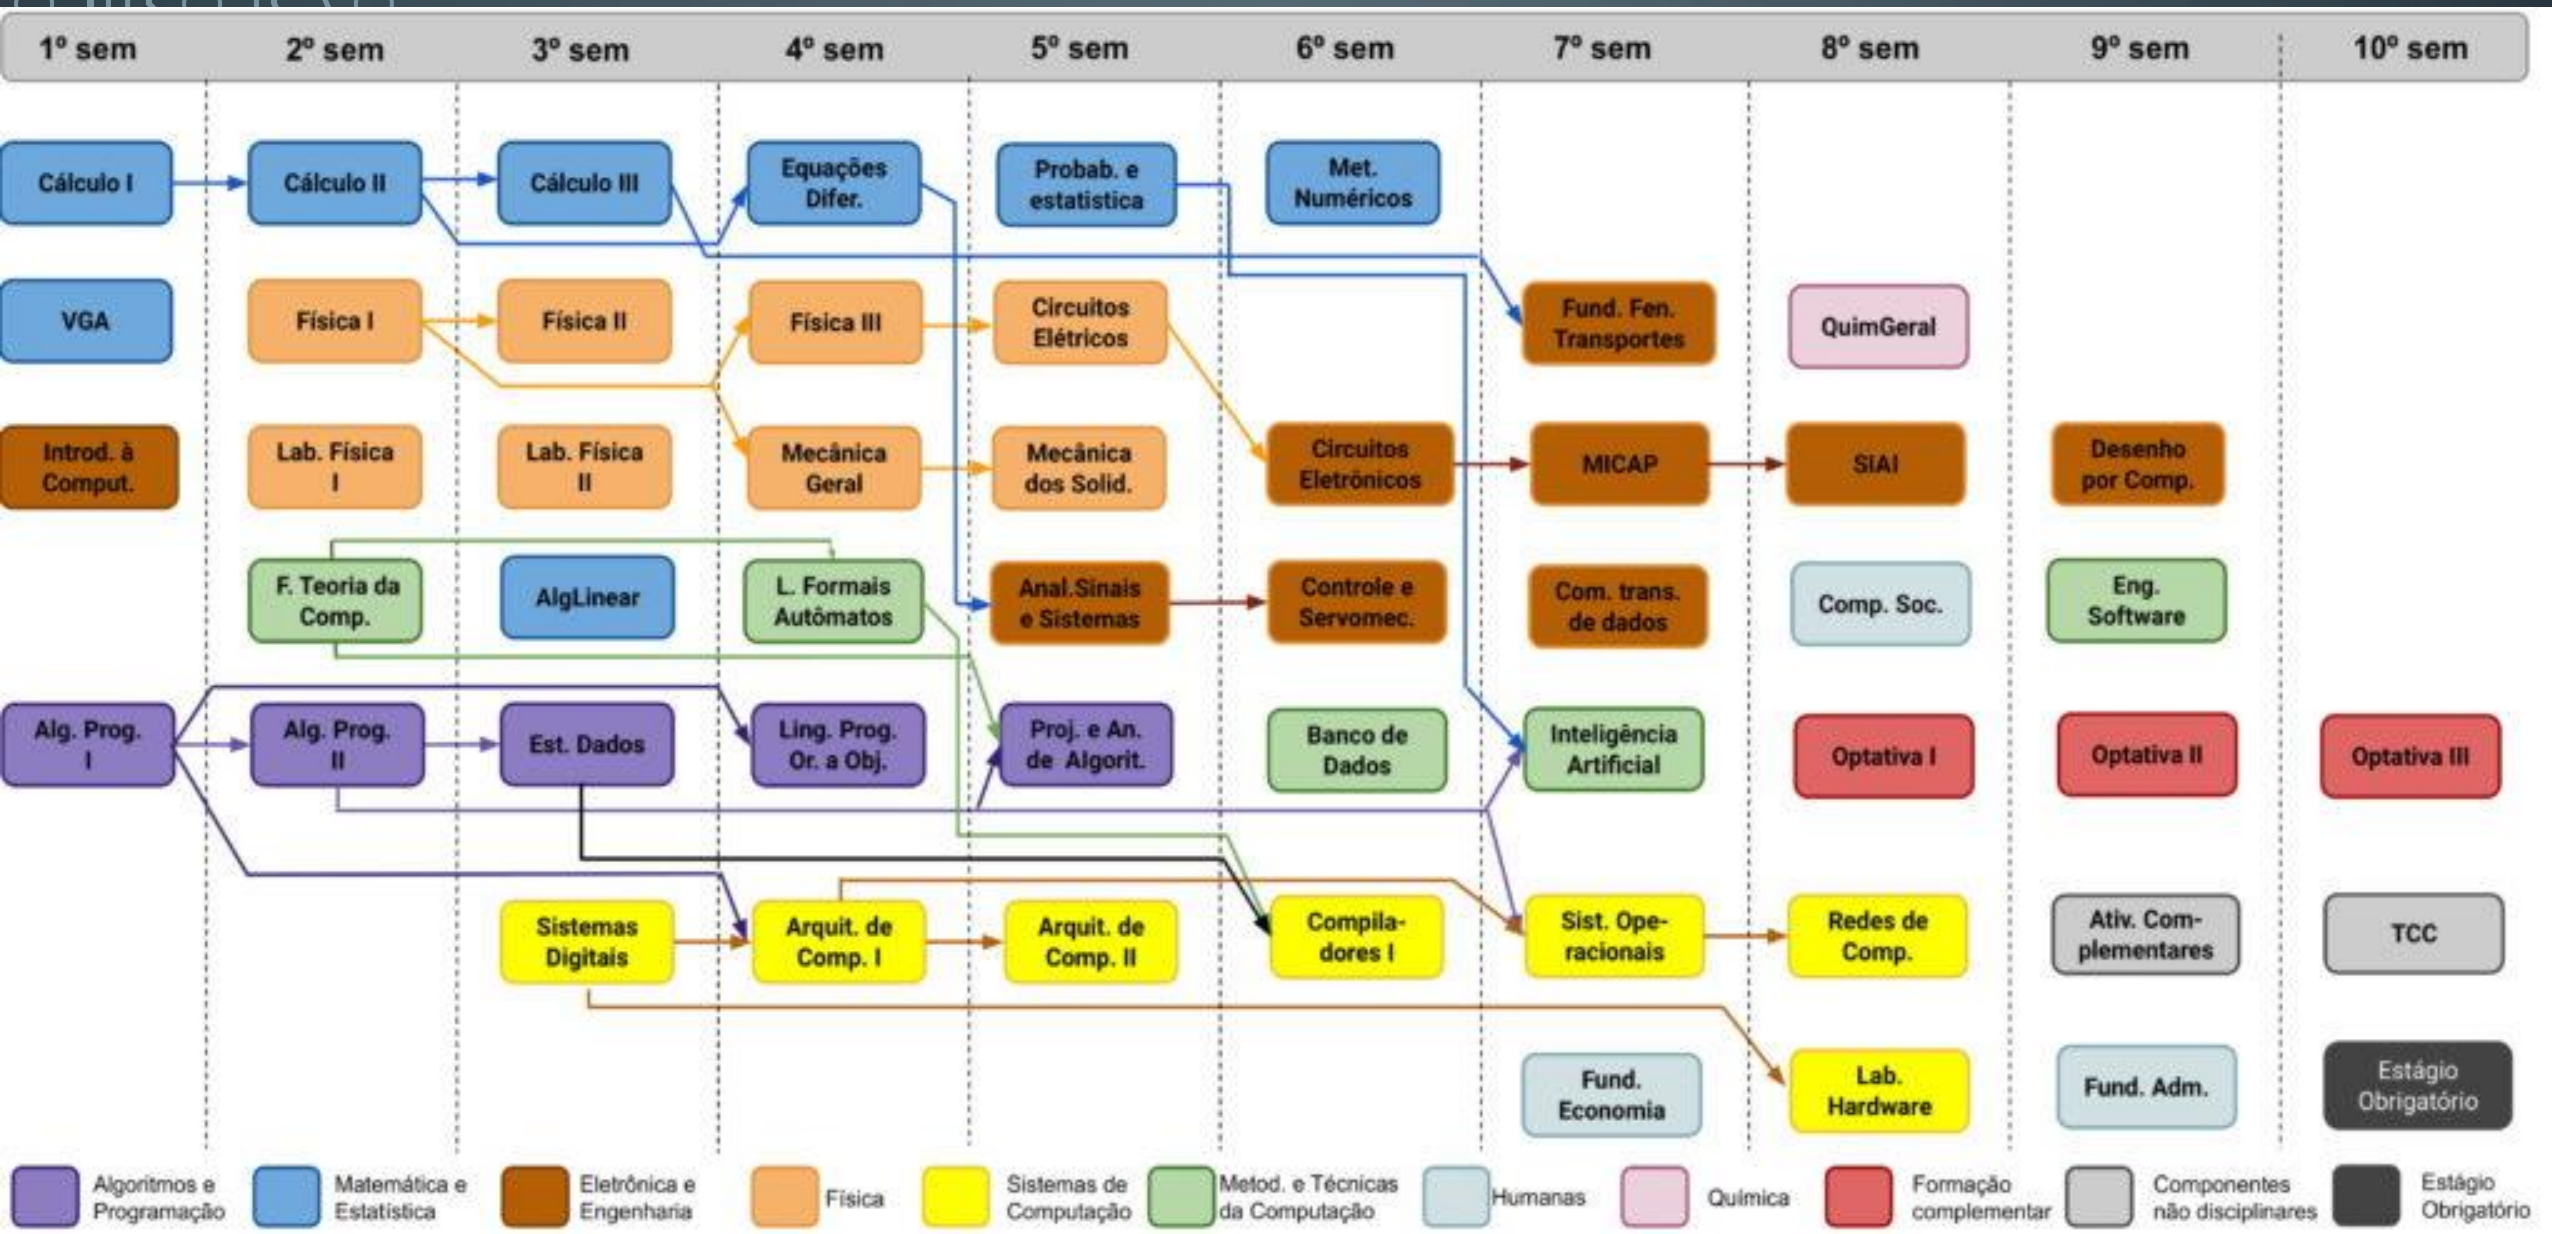 1º sem 2º sem 3º sem 4º sem 5º sem 6º sem 7º sem 8º sem 9º sem 10º sem
Cálculo I
Cálculo II
Cálculo III
Equações
Difer.
Probab. e
estatistica
Met.
Numéricos
VGA
Física I
Física II
Física III
Circuitos
Elétricos
Fund. Fen.
Transportes
QuimGeral
Introd. à
Comput.
Lab. Física
I
Lab. Física
II
Mecânica
Geral
Mecânica
dos Solid.
Circuitos
Eletrônicos
MICAP
SIAI
Desenho
por Comp.
F. Teoria da
Comp.
AlgLinear
L. Formais
Autômatos
Anal.Sinais
e Sistemas
Controle e
Servomec.
Com. trans.
de dados
Comp. Soc.
Eng.
Software
Alg. Prog.
I
Alg. Prog.
II
Est. Dados
Ling. Prog.
Or. a Obj.
Proj. e An.
de Algorit.
Banco de
Dados
Inteligência
Artificial
Optativa I
Optativa II
Optativa III
Sistemas
Digitais
Arquit. de
Comp. I
Arquit. de
Comp. II
Compila-
dores I
Sist. Ope-
racionais
Redes de
Comp.
Ativ. Com-
plementares
TCC
Fund.
Economia
Lab.
Hardware
Fund. Adm.
Estágio
Obrigatório
Algoritmos e
Programação
Matemática e
Estatística
Eletrônica e
Engenharia
Física
Sistemas de
Computação
Metod. e Técnicas
da Computação
Humanas
Química
Formação
complementar
Componentes
não disciplinares
Estágio
Obrigatório